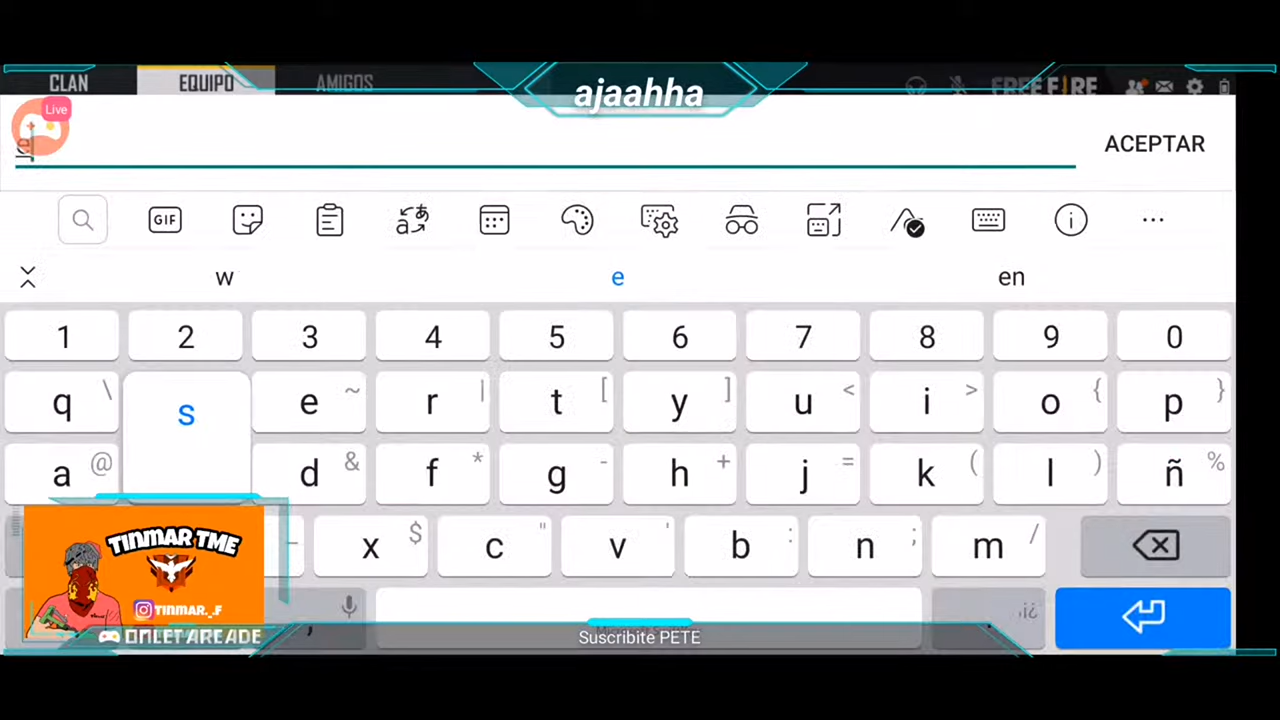 CLAN EQUIPO AMIGOS ajaahha FREE FIRE
Live
ACEPTAR
GIF
w e en
1 2 3 4 5 6 7 8 9 0
q \ s e ~ r | t [ y ] u < i > o { p }
a @ d & f * g - h + j = k ( l ) ñ %
x $ c " v ' b : n ; m /
TINMAR TME
TINMAR._.F
OMLET ARCADE
, Suscribite PETE .